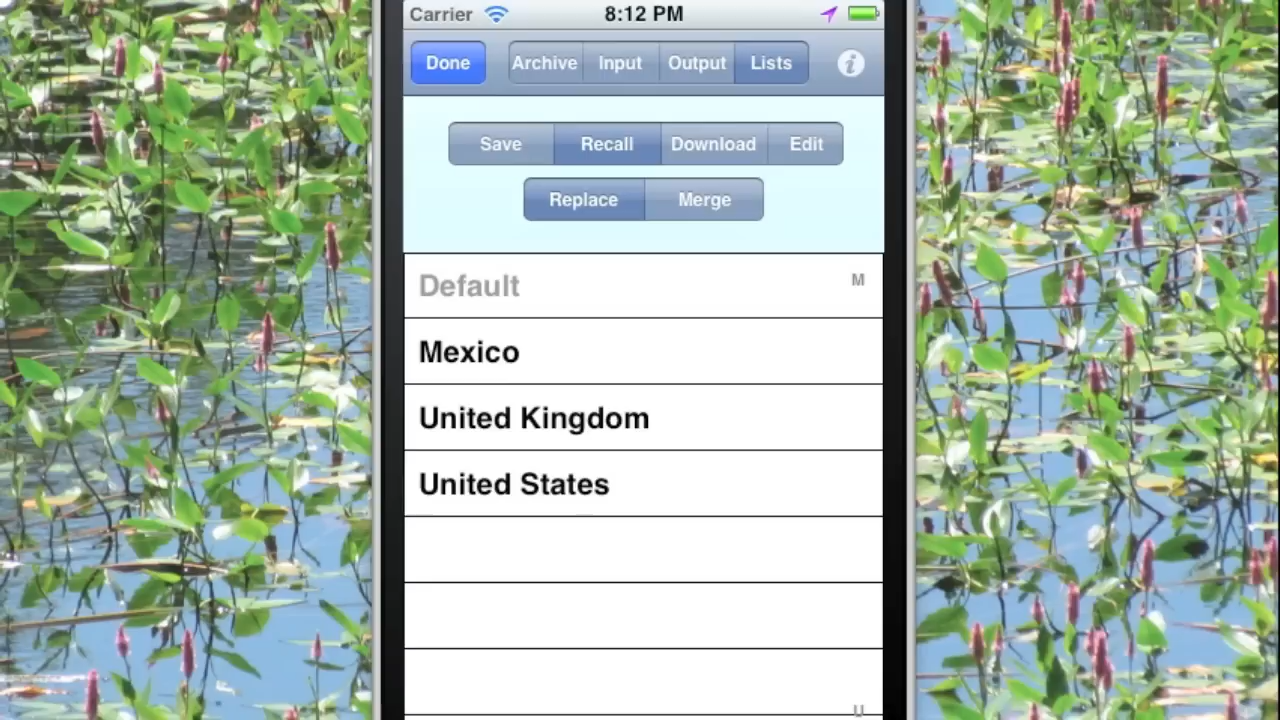 Carrier 8:12 PM
Done Archive Input Output Lists i
Save Recall Download Edit
Replace Merge
Default M
Mexico
United Kingdom
United States
U